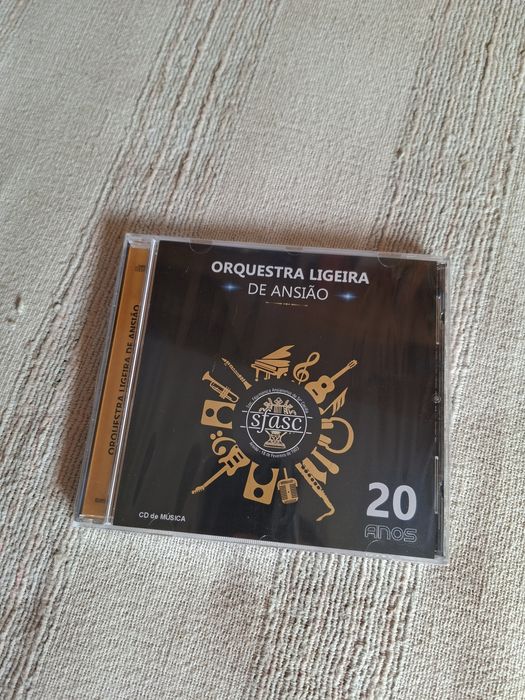 ORQUESTRA LIGEIRA
DE ANSIÃO
ORQUESTRA LIGEIRA DE ANSIÃO
sfasc
20
ANOS
CD de MÚSICA